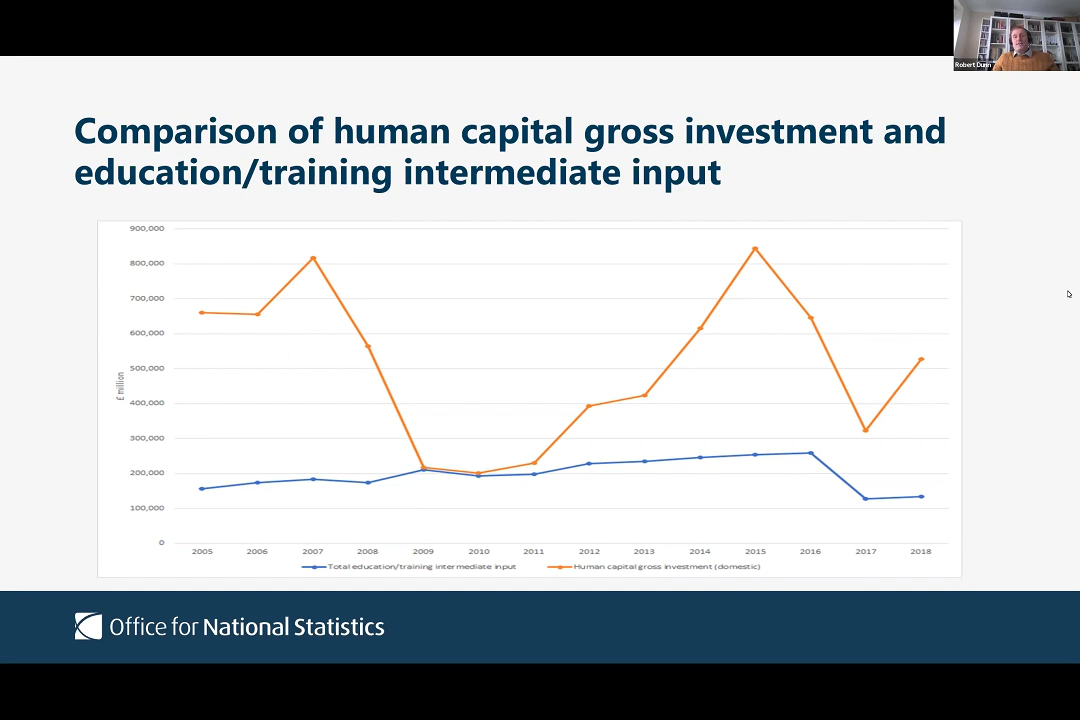 Robert Dunn
Comparison of human capital gross investment and
education/training intermediate input
900,000
800,000
700,000
600,000
500,000
400,000
300,000
200,000
100,000
0
£ million
2005 2006 2007 2008 2009 2010 2011 2012 2013 2014 2015 2016 2017 2018
Total education/training intermediate input Human capital gross investment (domestic)
Office for National Statistics